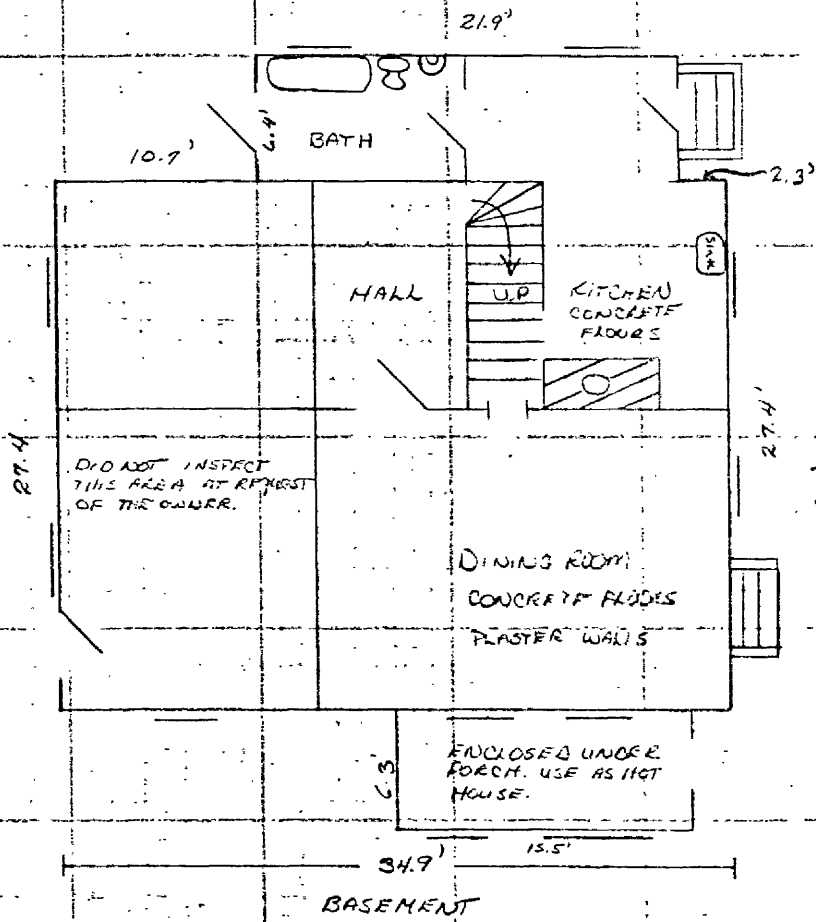 21.9'
6.4'
BATH
10.7'
2.3'
SINK
HALL
UP
KITCHEN
CONCRETE
FLOORS
27.4'
27.4
DID NOT INSPECT
THIS AREA AT REQUEST
OF THE OWNER.
DINING ROOM
CONCRETE FLOORS
PLASTER WALLS
6.3'
ENCLOSED UNDER
PORCH. USE AS HOT
HOUSE.
15.5'
34.9'
BASEMENT